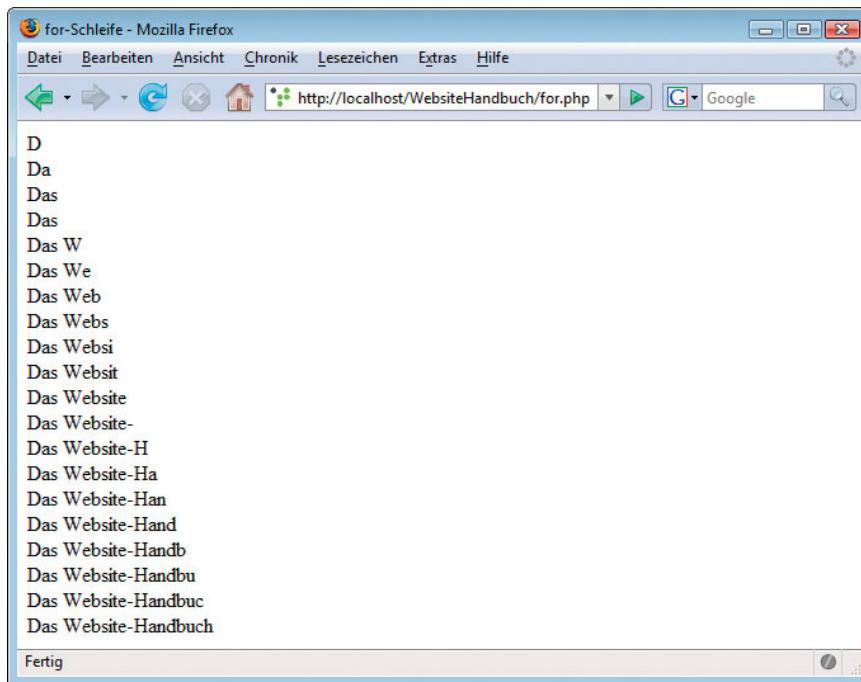 for-Schleife - Mozilla Firefox
Datei Bearbeiten Ansicht Chronik Lesezeichen Extras Hilfe
http://localhost/WebsiteHandbuch/for.php G Google
D
Da
Das
Das
Das W
Das We
Das Web
Das Webs
Das Websi
Das Websit
Das Website
Das Website-
Das Website-H
Das Website-Ha
Das Website-Han
Das Website-Hand
Das Website-Handb
Das Website-Handbu
Das Website-Handbuc
Das Website-Handbuch
Fertig